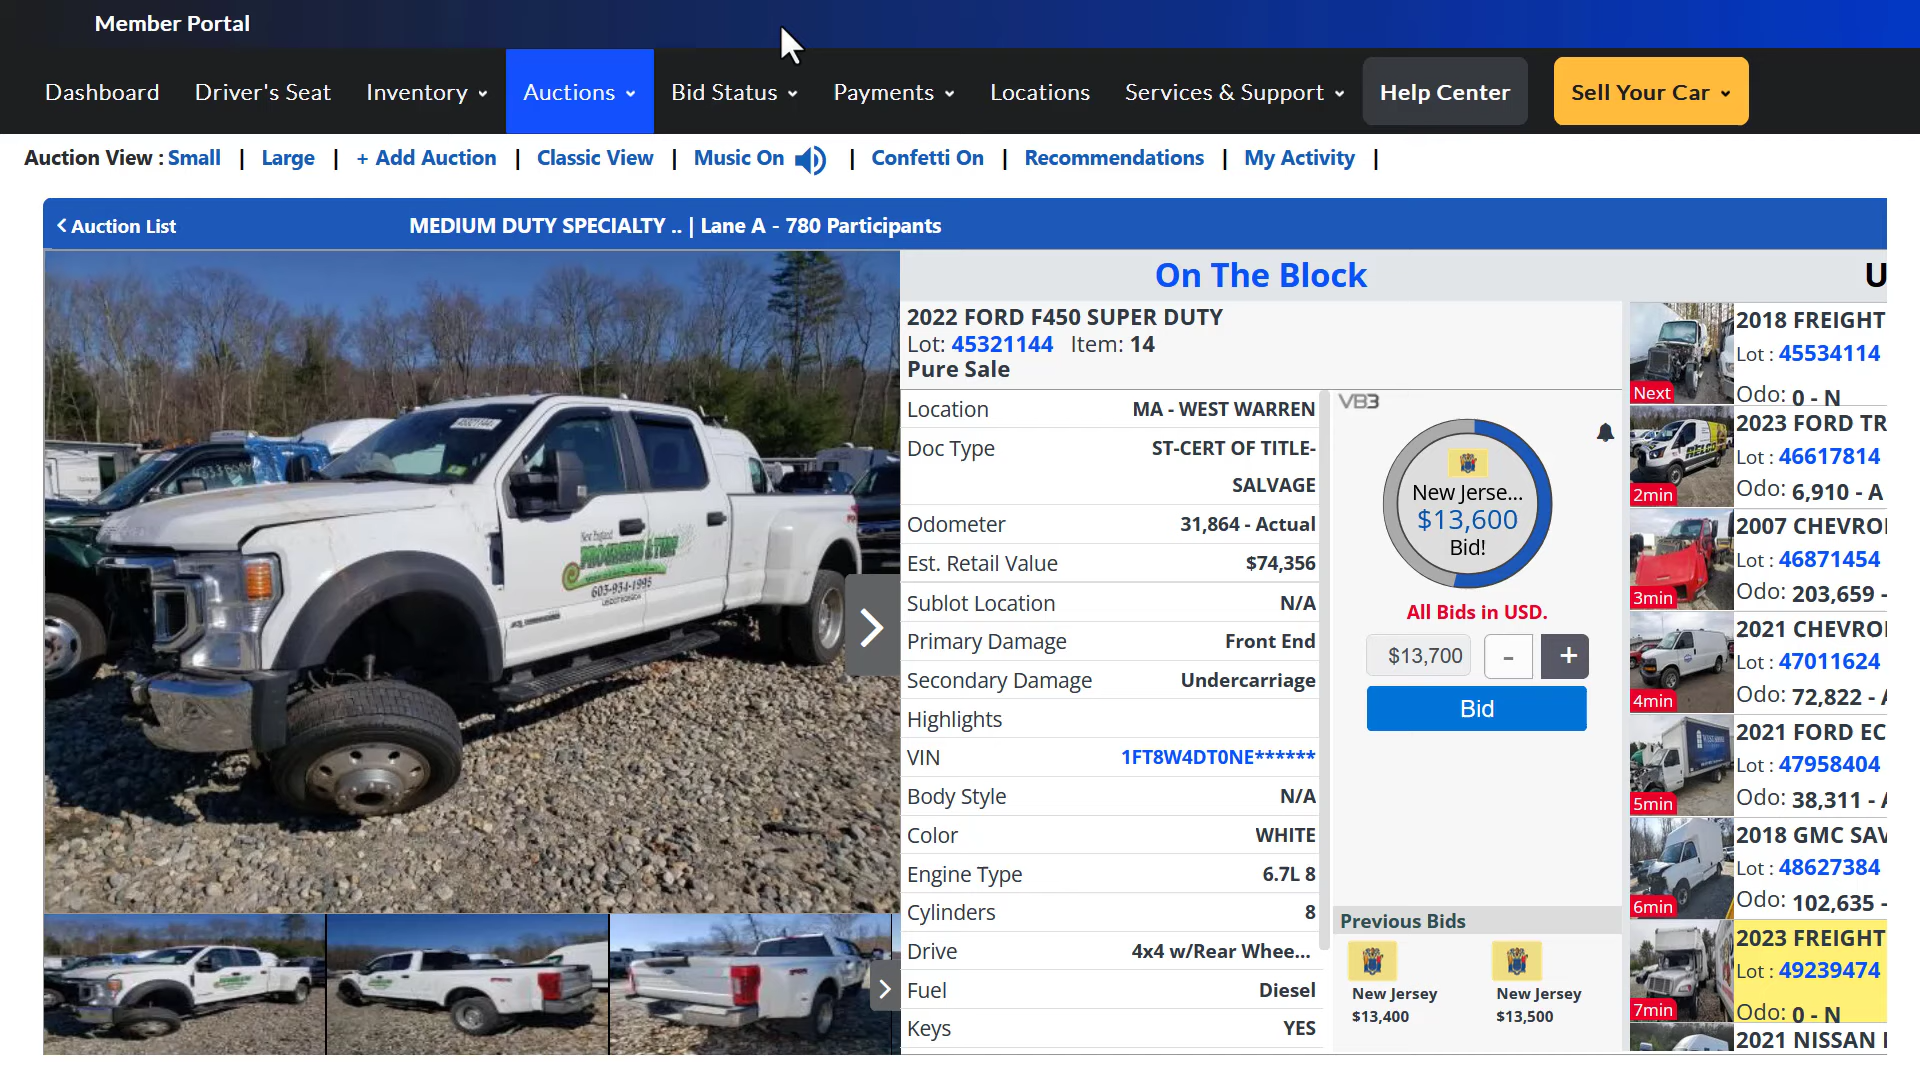 Member Portal
Dashboard Driver's Seat Inventory Auctions Bid Status Payments Locations Services & Support Help Center Sell Your Car
Auction View : Small | Large | + Add Auction | Classic View | Music On | Confetti On | Recommendations | My Activity |
Auction List MEDIUM DUTY SPECIALTY .. | Lane A - 780 Participants
On The Block
2022 FORD F450 SUPER DUTY
Lot: 45321144 Item: 14
Pure Sale
Location MA - WEST WARREN
Doc Type ST-CERT OF TITLE-
SALVAGE
Odometer 31,864 - Actual
Est. Retail Value $74,356
Sublot Location N/A
Primary Damage Front End
Secondary Damage Undercarriage
Highlights
VIN 1FT8W4DT0NE******
Body Style N/A
Color WHITE
Engine Type 6.7L 8
Cylinders 8
Drive 4x4 w/Rear Whee...
Fuel Diesel
Keys YES
VB3
New Jerse...
$13,600
Bid!
All Bids in USD.
$13,700 - +
Bid
Previous Bids
New Jersey New Jersey
$13,400 $13,500
U
2018 FREIGHT
Lot : 45534114
Next Odo: 0 - N
2023 FORD TR
Lot : 46617814
2min Odo: 6,910 - A
2007 CHEVROL
Lot : 46871454
3min Odo: 203,659 -
2021 CHEVROL
Lot : 47011624
4min Odo: 72,822 - A
2021 FORD EC
Lot : 47958404
5min Odo: 38,311 - A
2018 GMC SAV
Lot : 48627384
6min Odo: 102,635 -
2023 FREIGHT
Lot : 49239474
7min Odo: 0 - N
2021 NISSAN
New England
603-934-1995